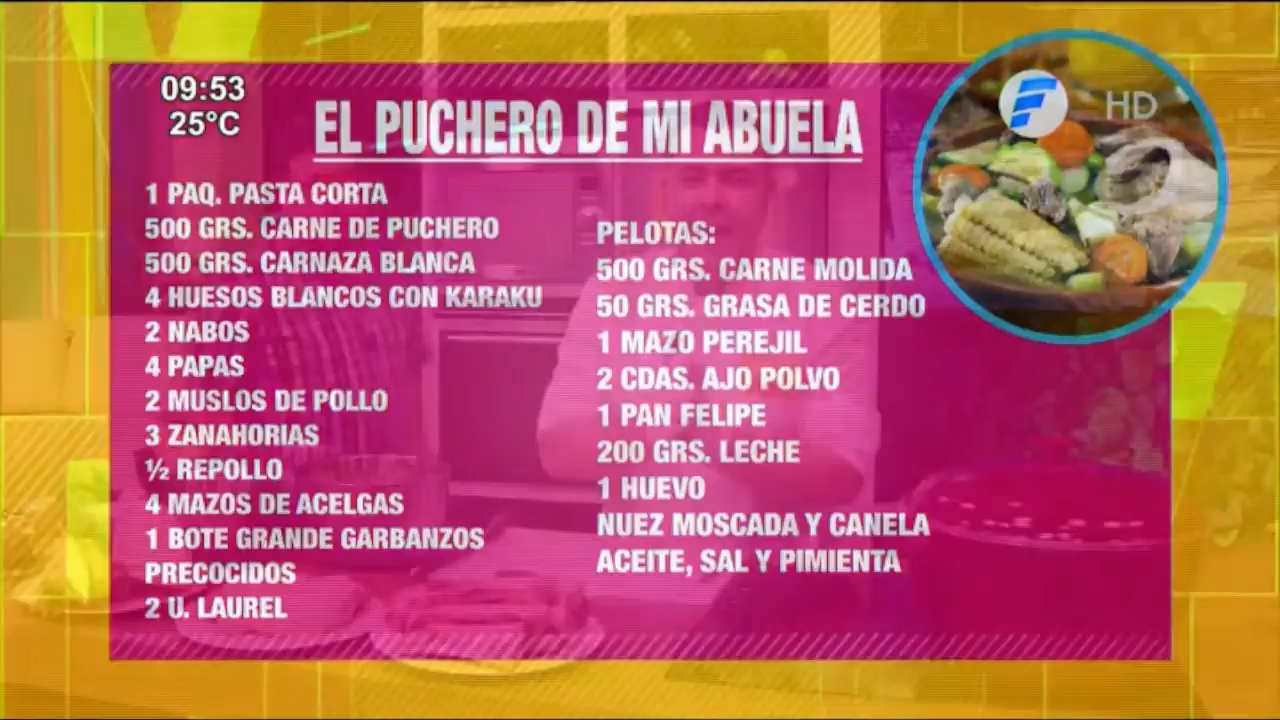 09:53
25°C
HD
EL PUCHERO DE MI ABUELA
1 PAQ. PASTA CORTA
500 GRS. CARNE DE PUCHERO
500 GRS. CARNAZA BLANCA
4 HUESOS BLANCOS CON KARAKU
2 NABOS
4 PAPAS
2 MUSLOS DE POLLO
3 ZANAHORIAS
½ REPOLLO
4 MAZOS DE ACELGAS
1 BOTE GRANDE GARBANZOS
PRECOCIDOS
2 U. LAUREL
PELOTAS:
500 GRS. CARNE MOLIDA
50 GRS. GRASA DE CERDO
1 MAZO PEREJIL
2 CDAS. AJO POLVO
1 PAN FELIPE
200 GRS. LECHE
1 HUEVO
NUEZ MOSCADA Y CANELA
ACEITE, SAL Y PIMIENTA